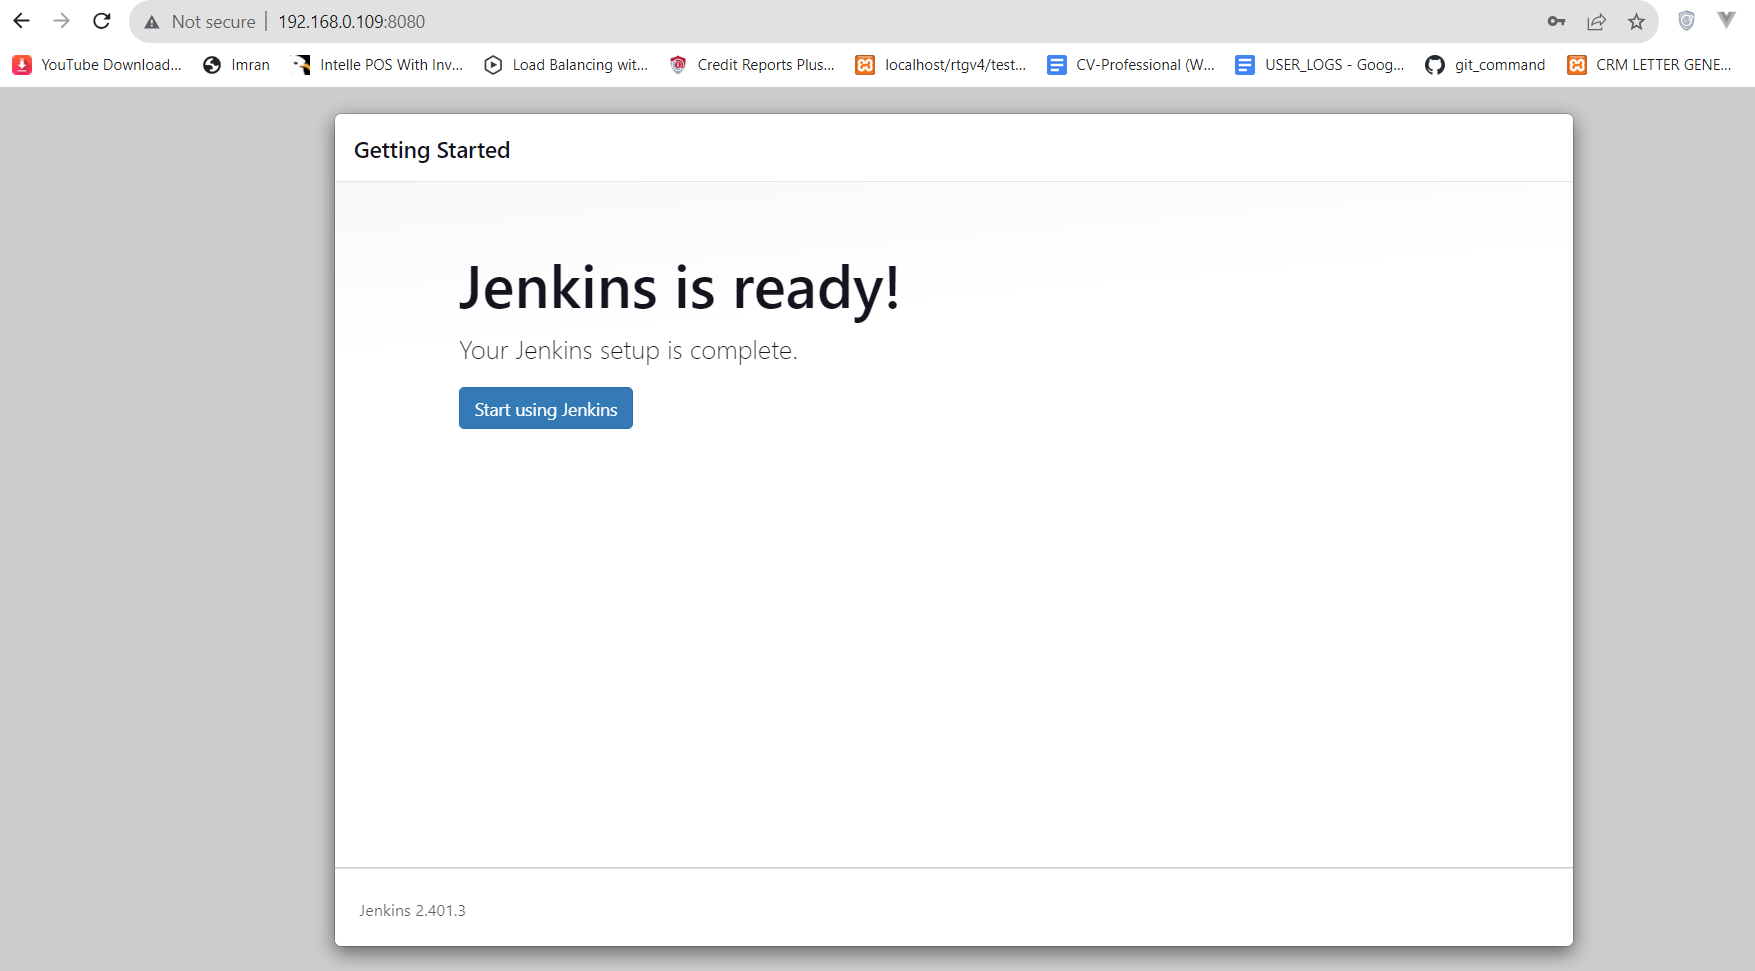 Not secure | 192.168.0.109:8080
YouTube Download... Imran Intelle POS With Inv... Load Balancing wit... Credit Reports Plus... localhost/rtgv4/test... CV-Professional (W... USER_LOGS - Goog... git_command CRM LETTER GENE...
Getting Started
Jenkins is ready!
Your Jenkins setup is complete.
Start using Jenkins
Jenkins 2.401.3